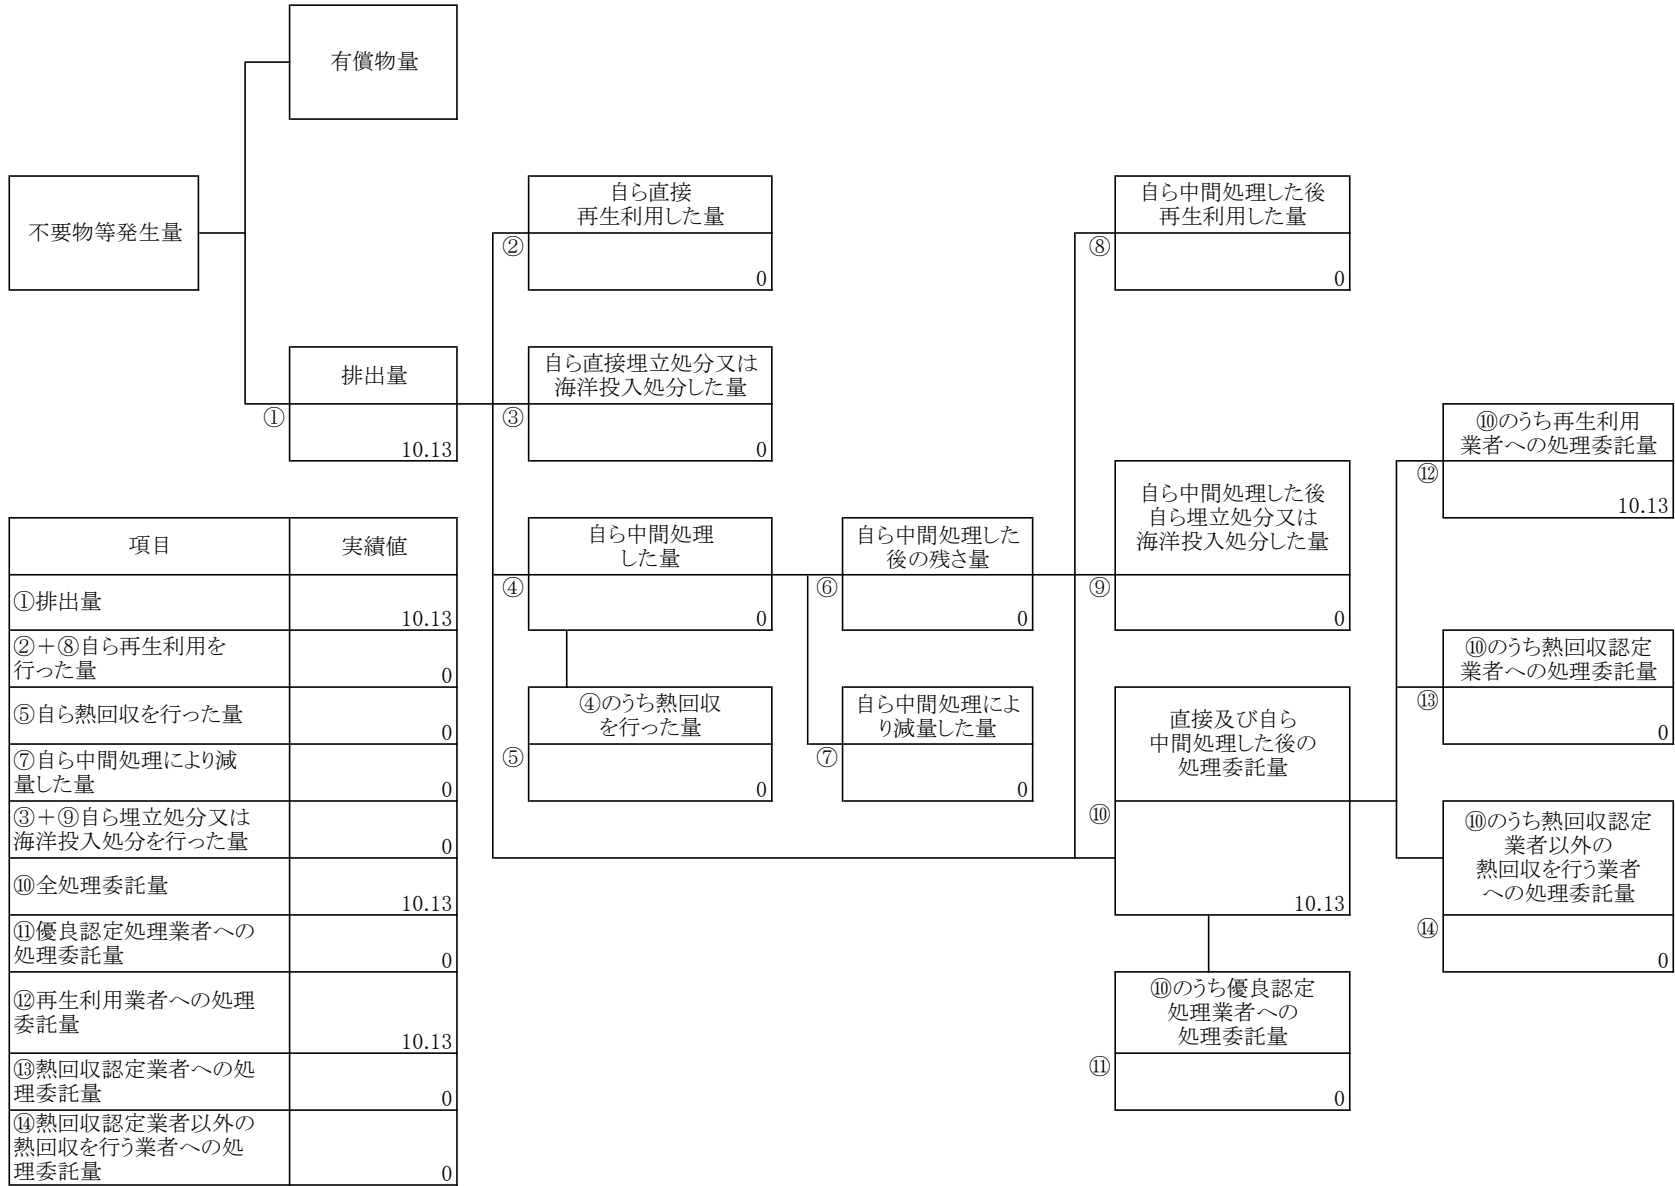 有償物量
不要物等発生量
自ら直接
再生利用した量
②
0
自ら中間処理した後
再生利用した量
⑧
0
排出量
①
10.13
自ら直接埋立処分又は
海洋投入処分した量
③
0
⑩のうち再生利用
業者への処理委託量
⑫
10.13
自ら中間処理
した量
④
0
自ら中間処理した
後の残さ量
⑥
0
自ら中間処理した後
自ら埋立処分又は
海洋投入処分した量
⑨
0
④のうち熱回収
を行った量
⑤
0
自ら中間処理によ
り減量した量
⑦
0
直接及び自ら
中間処理した後の
処理委託量
⑩
10.13
⑩のうち熱回収認定
業者への処理委託量
⑬
0
⑩のうち熱回収認定
業者以外の
熱回収を行う業者
への処理委託量
⑭
0
⑩のうち優良認定
処理業者への
処理委託量
⑪
0
項目 実績値
①排出量
10.13
②＋⑧自ら再生利用を
行った量
0
⑤自ら熱回収を行った量
0
⑦自ら中間処理により減
量した量
0
③＋⑨自ら埋立処分又は
海洋投入処分を行った量
0
⑩全処理委託量
10.13
⑪優良認定処理業者への
処理委託量
0
⑫再生利用業者への処理
委託量
10.13
⑬熱回収認定業者への処
理委託量
0
⑭熱回収認定業者以外の
熱回収を行う業者への処
理委託量
0